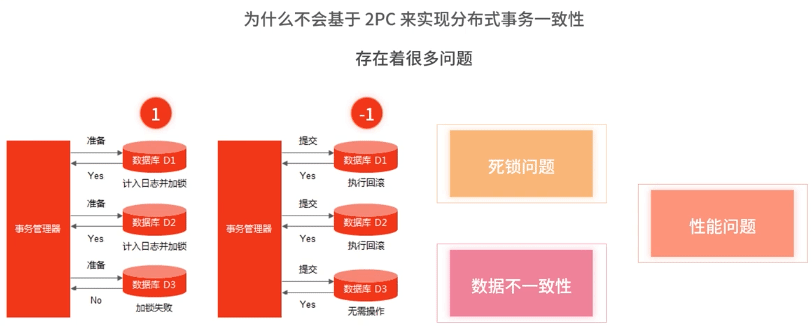 为什么不会基于 2PC 来实现分布式事务一致性
存在着很多问题
1
事务管理器
准备
Yes
数据库 D1
计入日志并加锁
准备
Yes
数据库 D2
计入日志并加锁
准备
No
数据库 D3
加锁失败
-1
事务管理器
提交
Yes
数据库 D1
执行回滚
提交
Yes
数据库 D2
执行回滚
提交
Yes
数据库 D3
无需操作
死锁问题
性能问题
数据不一致性